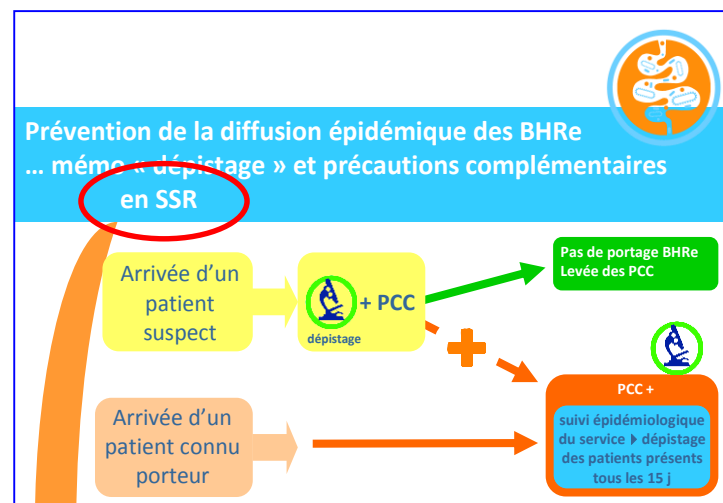 Prévention de la diffusion épidémique des BHRe
… mémo « dépistage » et précautions complémentaires
en SSR
Arrivée d’un
patient
suspect
+ PCC
dépistage
Pas de portage BHRe
Levée des PCC
Arrivée d’un
patient connu
porteur
PCC +
suivi épidémiologique
du service dépistage
des patients présents
tous les 15 j